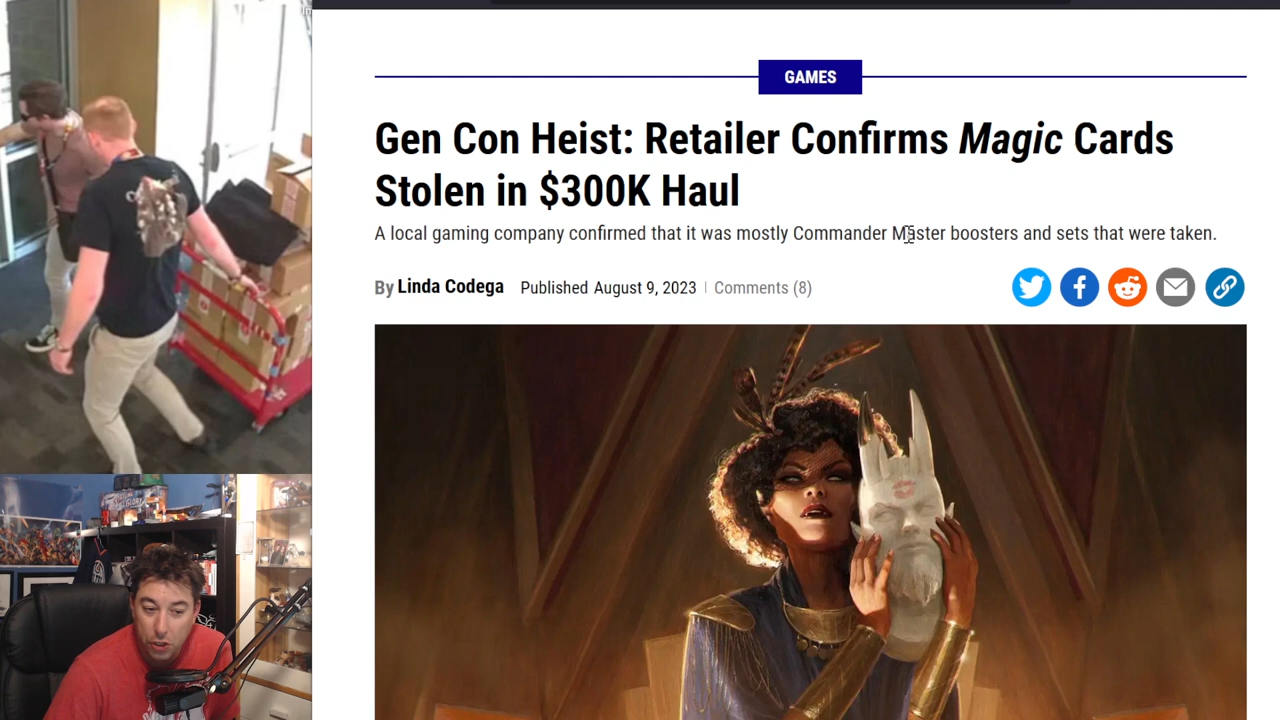 GAMES
Gen Con Heist: Retailer Confirms Magic Cards
Stolen in $300K Haul
A local gaming company confirmed that it was mostly Commander Master boosters and sets that were taken.
By Linda Codega Published August 9, 2023 Comments (8)